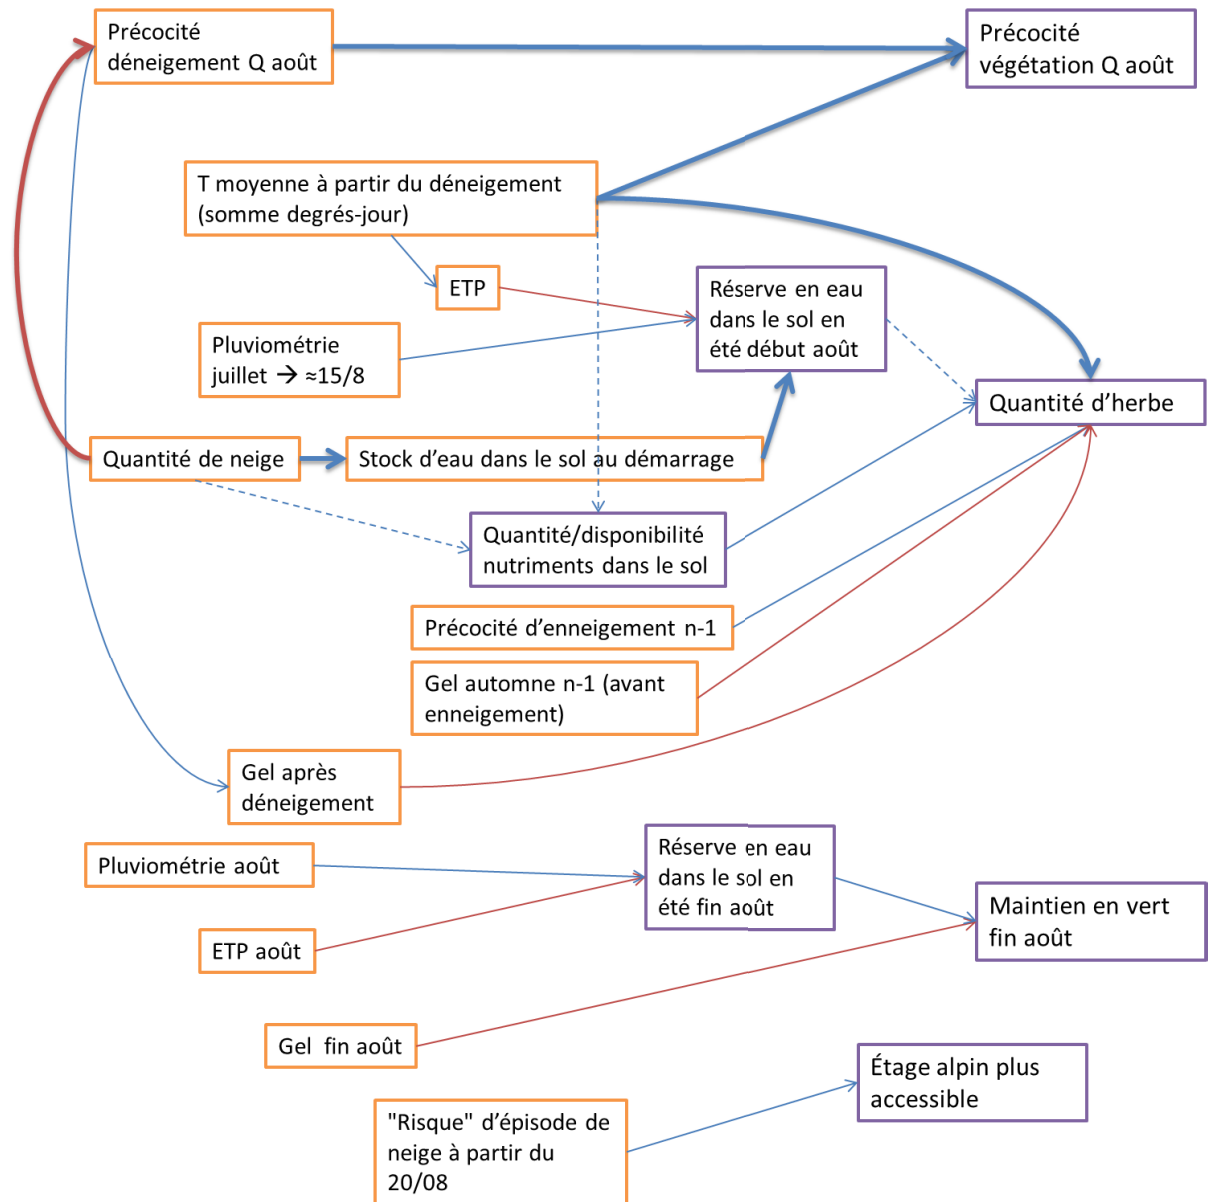 Précocité
déneigement Q août
Précocité
végétation Q août
T moyenne à partir du déneigement
(somme degrés-jour)
ETP
Réserve en eau
dans le sol en
été début août
Pluviométrie
juillet → ≈15/8
Quantité d’herbe
Quantité de neige
Stock d’eau dans le sol au démarrage
Quantité/disponibilité
nutriments dans le sol
Précocité d’enneigement n-1
Gel automne n-1 (avant
enneigement)
Gel après
déneigement
Pluviométrie août
Réserve en eau
dans le sol en
été fin août
Maintien en vert
fin août
ETP août
Gel fin août
Étage alpin plus
accessible
"Risque" d’épisode de
neige à partir du
20/08